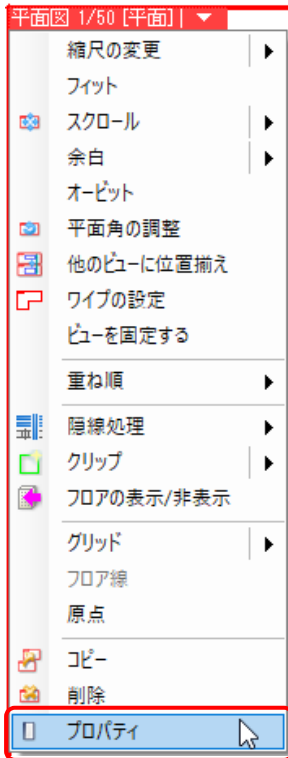 平面図 1/50 [平面]
縮尺の変更
フィット
スクロール
余白
オービット
平面角の調整
他のビューに位置揃え
ワイプの設定
ビューを固定する
重ね順
隠線処理
クリップ
フロアの表示/非表示
グリッド
フロア線
原点
コピー
削除
プロパティ